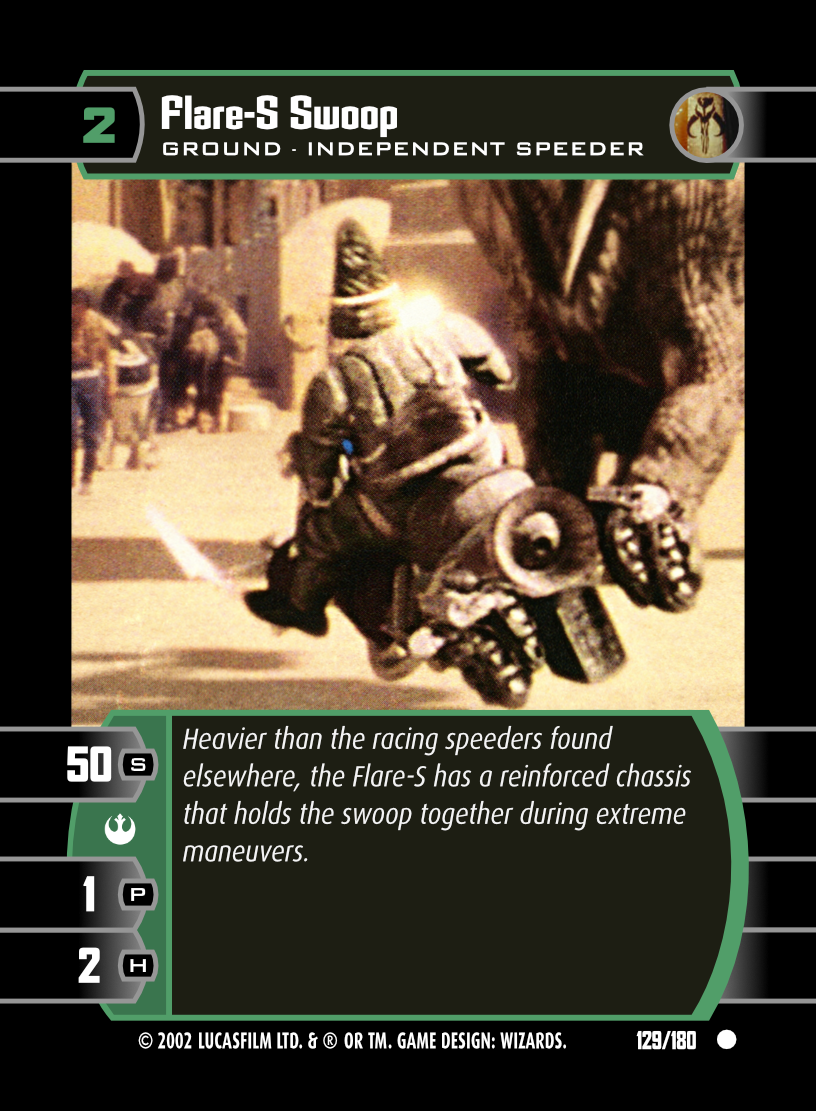 2
Flare-S Swoop
GROUND · INDEPENDENT SPEEDER
Heavier than the racing speeders found
elsewhere, the Flare-S has a reinforced chassis
that holds the swoop together during extreme
maneuvers.
50 S
1 P
2 H
© 2002 LUCASFILM LTD. & ® OR TM. GAME DESIGN: WIZARDS.
129/180